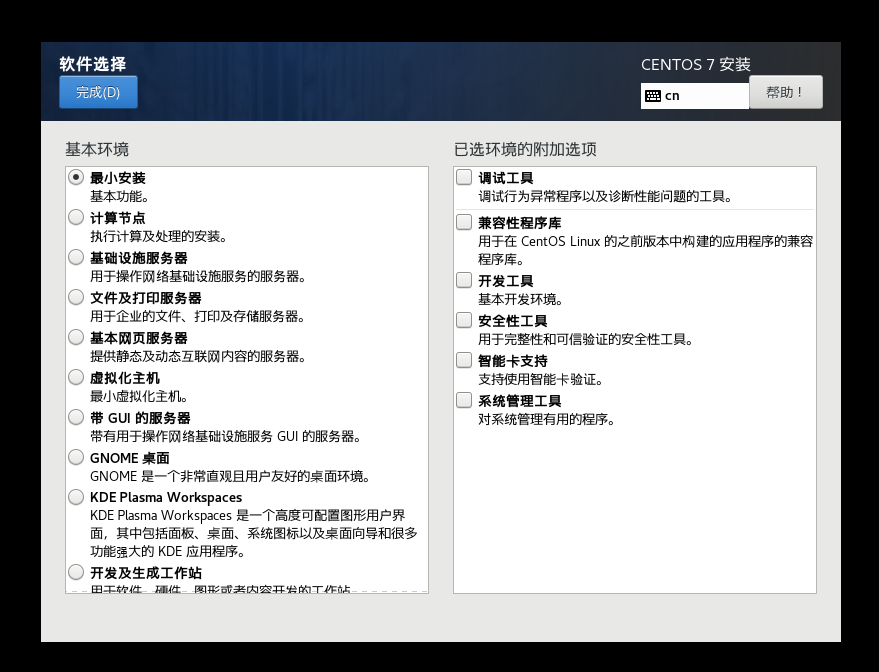 软件选择
完成(D)
CENTOS 7 安装
cn
帮助！
基本环境
最小安装
基本功能。
计算节点
执行计算及处理的安装。
基础设施服务器
用于操作网络基础设施服务的服务器。
文件及打印服务器
用于企业的文件、打印及存储服务器。
基本网页服务器
提供静态及动态互联网内容的服务器。
虚拟化主机
最小虚拟化主机。
带 GUI 的服务器
带有用于操作网络基础设施服务 GUI 的服务器。
GNOME 桌面
GNOME 是一个非常直观且用户友好的桌面环境。
KDE Plasma Workspaces
KDE Plasma Workspaces 是一个高度可配置图形用户界
面，其中包括面板、桌面、系统图标以及桌面向导和很多
功能强大的 KDE 应用程序。
开发及生成工作站
用于软件、硬件、图形或者内容开发的工作站
已选环境的附加选项
调试工具
调试行为异常程序以及诊断性能问题的工具。
兼容性程序库
用于在 CentOS Linux 的之前版本中构建的应用程序的兼容
程序库。
开发工具
基本开发环境。
安全性工具
用于完整性和可信验证的安全性工具。
智能卡支持
支持使用智能卡验证。
系统管理工具
对系统管理有用的程序。